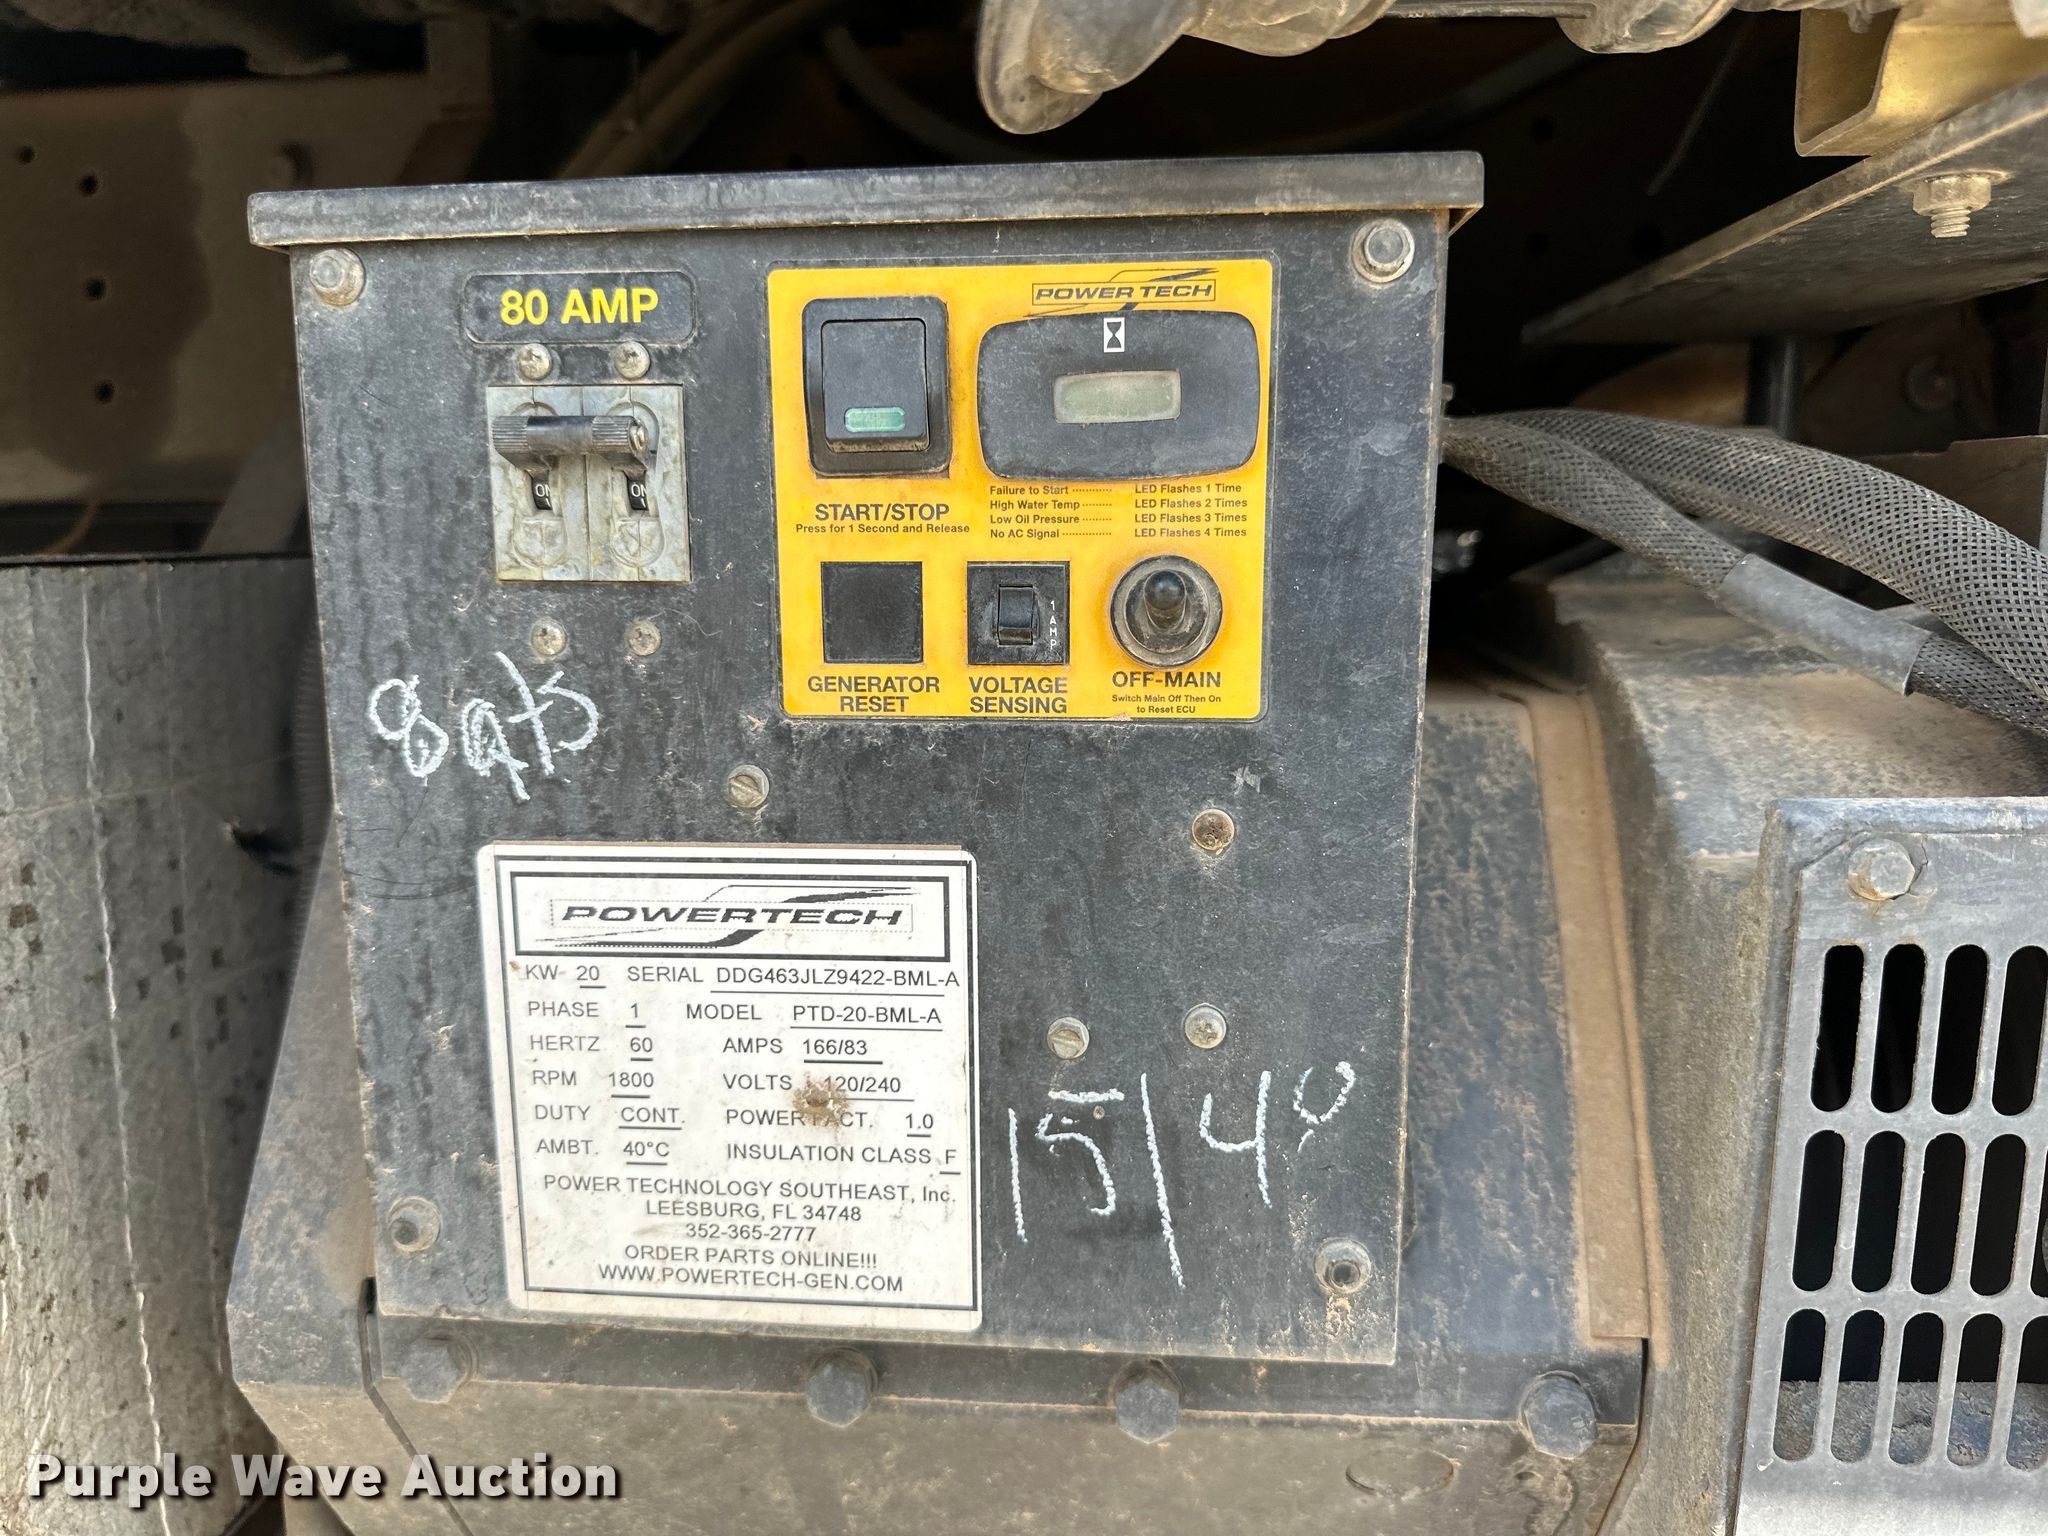 80 AMP
ON ON
POWER TECH
Failure to Start ............ LED Flashes 1 Time
High Water Temp ......... LED Flashes 2 Times
Low Oil Pressure ......... LED Flashes 3 Times
No AC Signal ............... LED Flashes 4 Times
START/STOP
Press for 1 Second and Release
1 AMP
GENERATOR
RESET
VOLTAGE
SENSING
OFF-MAIN
Switch Main Off Then On
to Reset ECU
8 qts
POWERTECH
KW 20 SERIAL DDG463JLZ9422-BML-A
PHASE 1 MODEL PTD-20-BML-A
HERTZ 60 AMPS 166/83
RPM 1800 VOLTS 120/240
DUTY CONT. POWER FACT. 1.0
AMBT. 40°C INSULATION CLASS F
POWER TECHNOLOGY SOUTHEAST, Inc.
LEESBURG, FL 34748
352-365-2777
ORDER PARTS ONLINE!!!
WWW.POWERTECH-GEN.COM
15/40
Purple Wave Auction